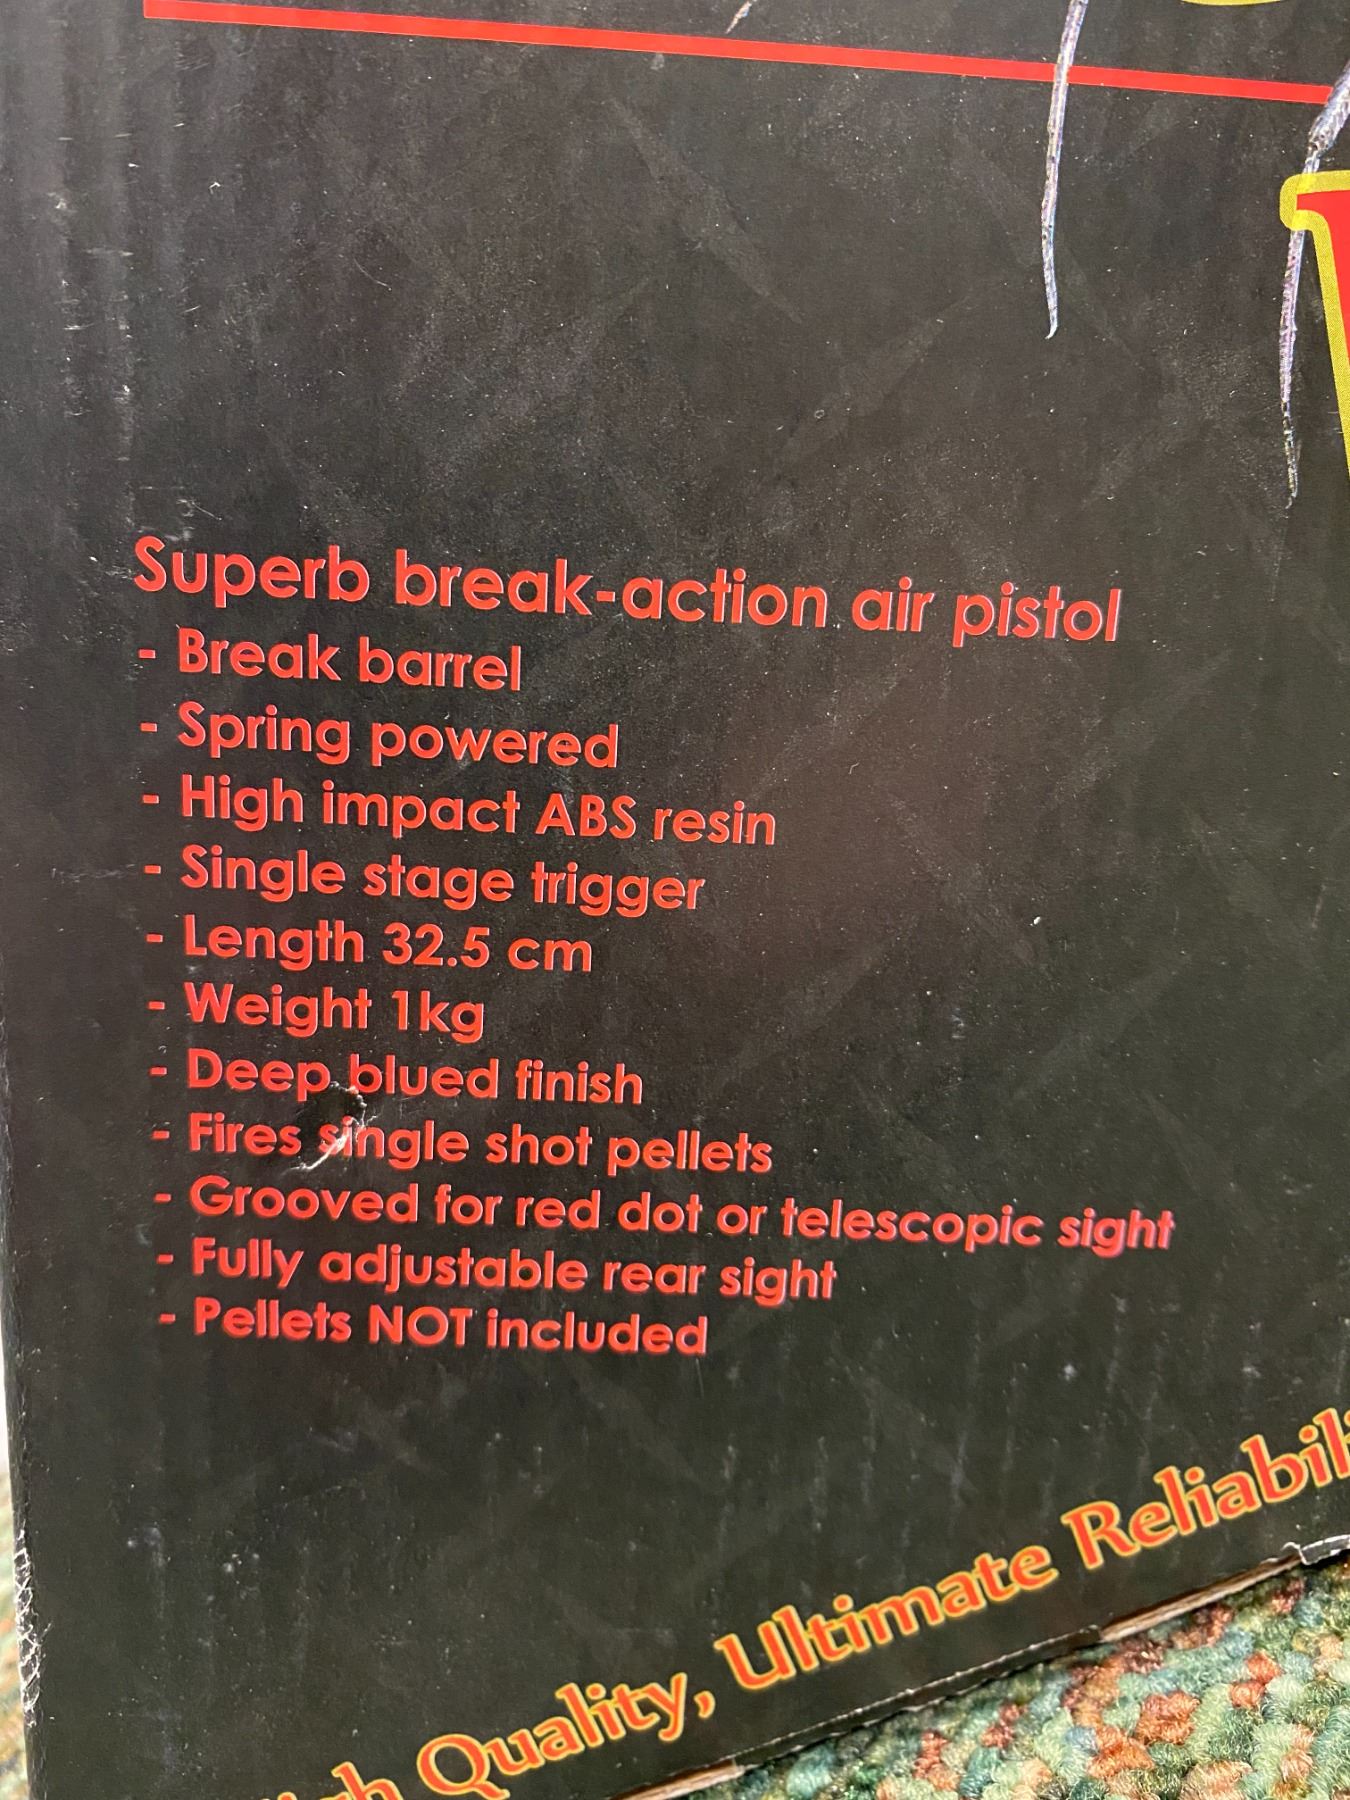 Superb break-action air pistol
- Break barrel
- Spring powered
- High impact ABS resin
- Single stage trigger
- Length 32.5 cm
- Weight 1kg
- Deep blued finish
- Fires single shot pellets
- Grooved for red dot or telescopic sight
- Fully adjustable rear sight
- Pellets NOT included
Quality, Ultimate